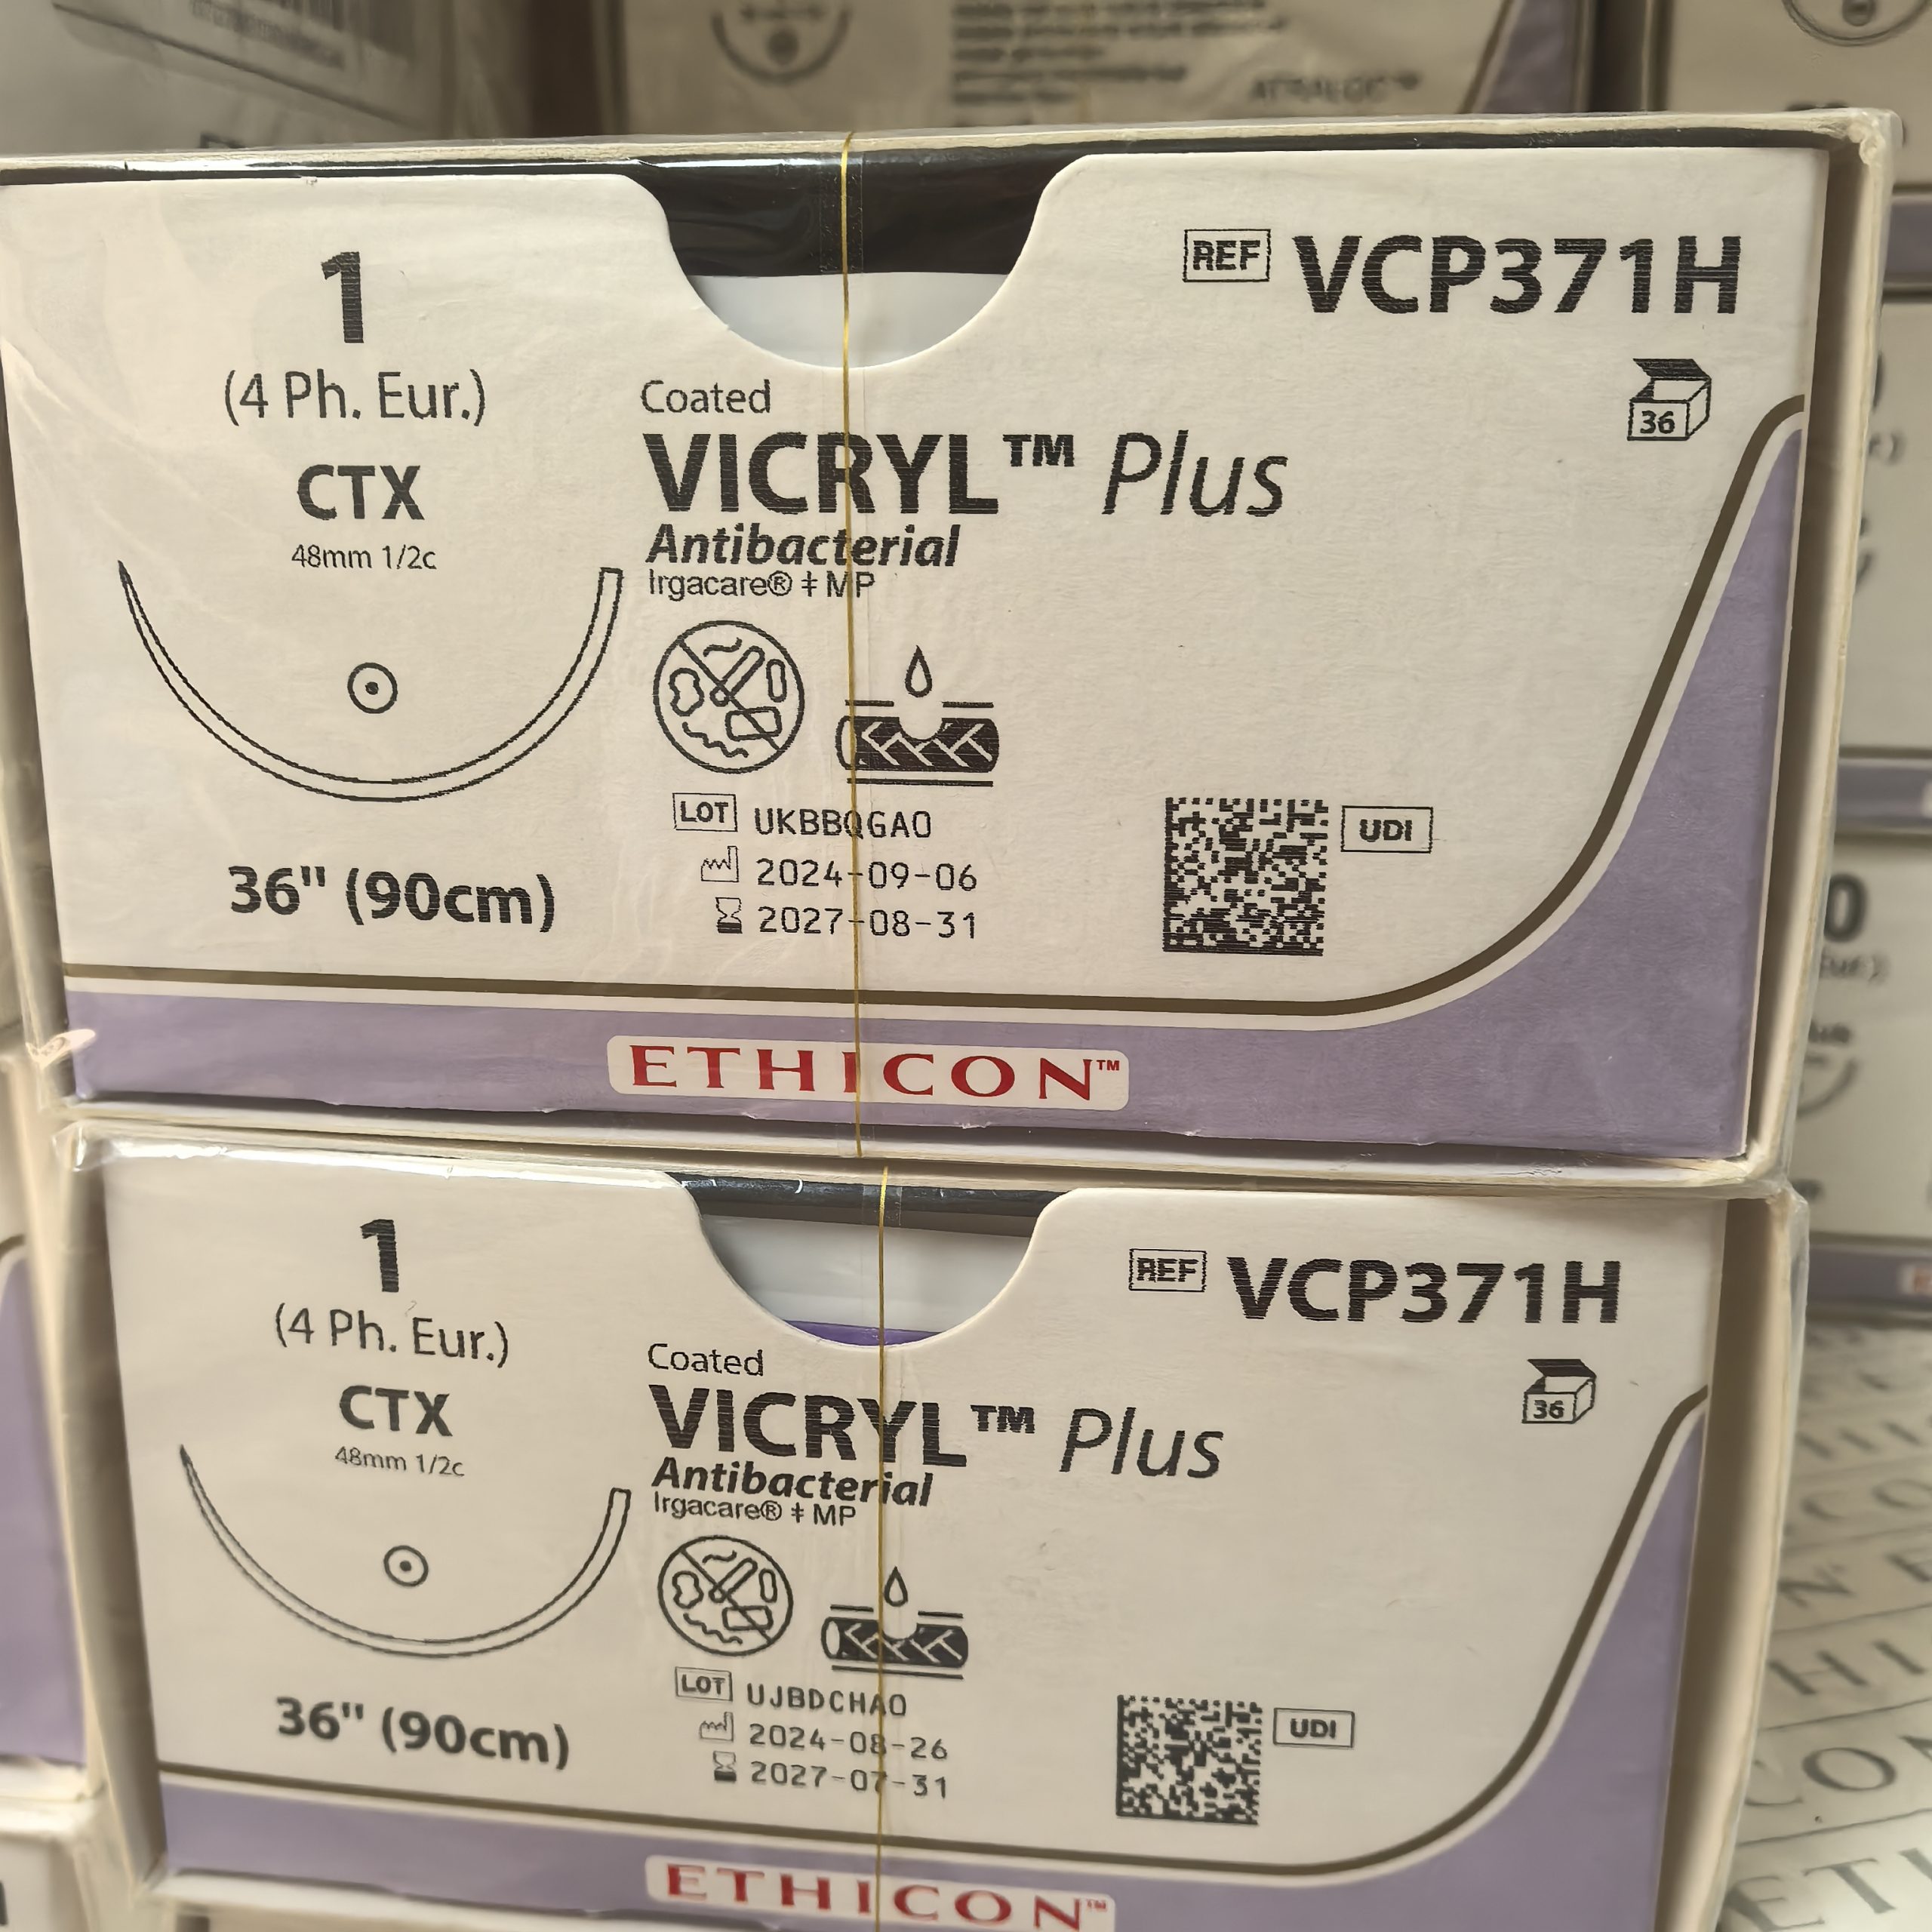 ATRALOC™
1
(4 Ph. Eur.)
CTX
48mm 1/2c
36" (90cm)
REF VCP371H
36
Coated
VICRYL™ Plus
Antibacterial
Irgacare® ǂ MP
LOT UKBBQGA0
2024-09-06
2027-08-31
UDI
ETHICON™
1
(4 Ph. Eur.)
CTX
48mm 1/2c
36" (90cm)
REF VCP371H
36
Coated
VICRYL™ Plus
Antibacterial
Irgacare® ǂ MP
LOT UJBDCHA0
2024-08-26
2027-07-31
UDI
ETHICON™